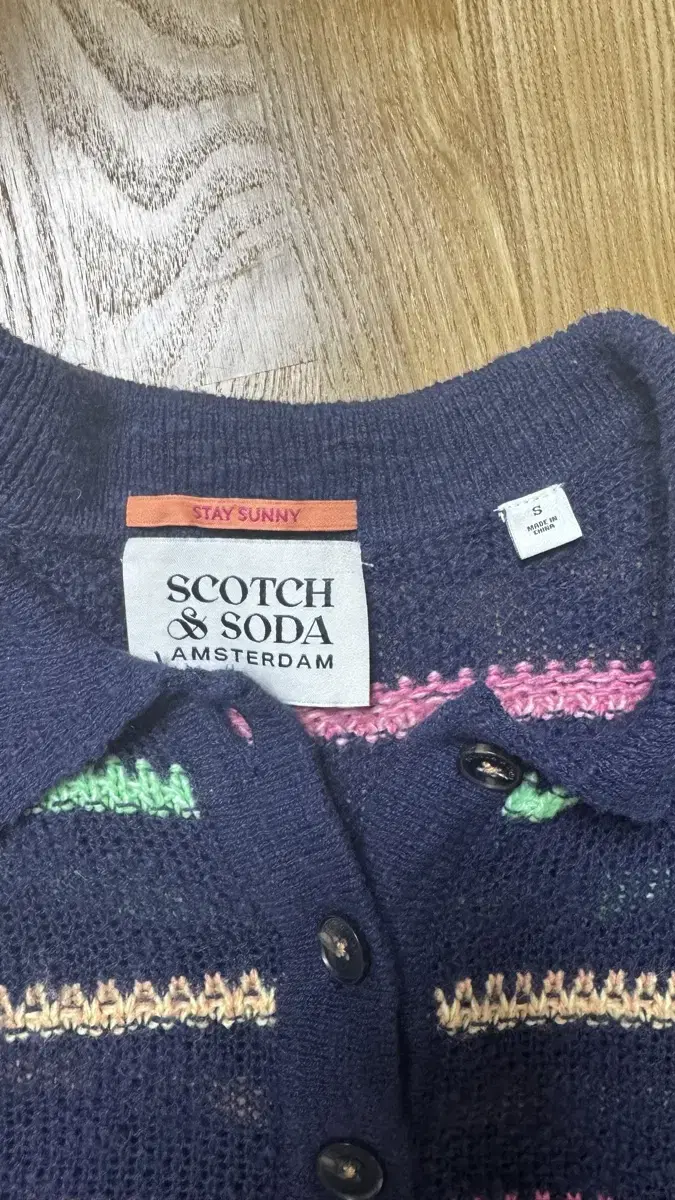 STAY SUNNY
SCOTCH
& SODA
AMSTERDAM
S
MADE IN
CHINA